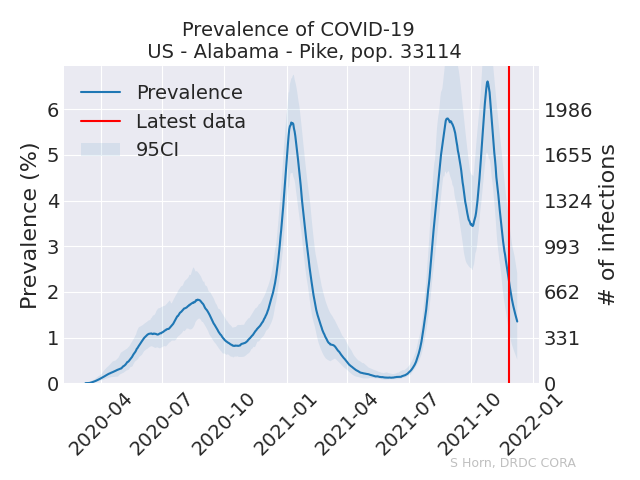 Prevalence of COVID-19
US - Alabama - Pike, pop. 33114
Prevalence
Latest data
95CI
Prevalence (%)
6
5
4
3
2
1
0
1986
1655
1324
993
662
331
0
# of infections
2020-04
2020-07
2020-10
2021-01
2021-04
2021-07
2021-10
2022-01
S Horn, DRDC CORA